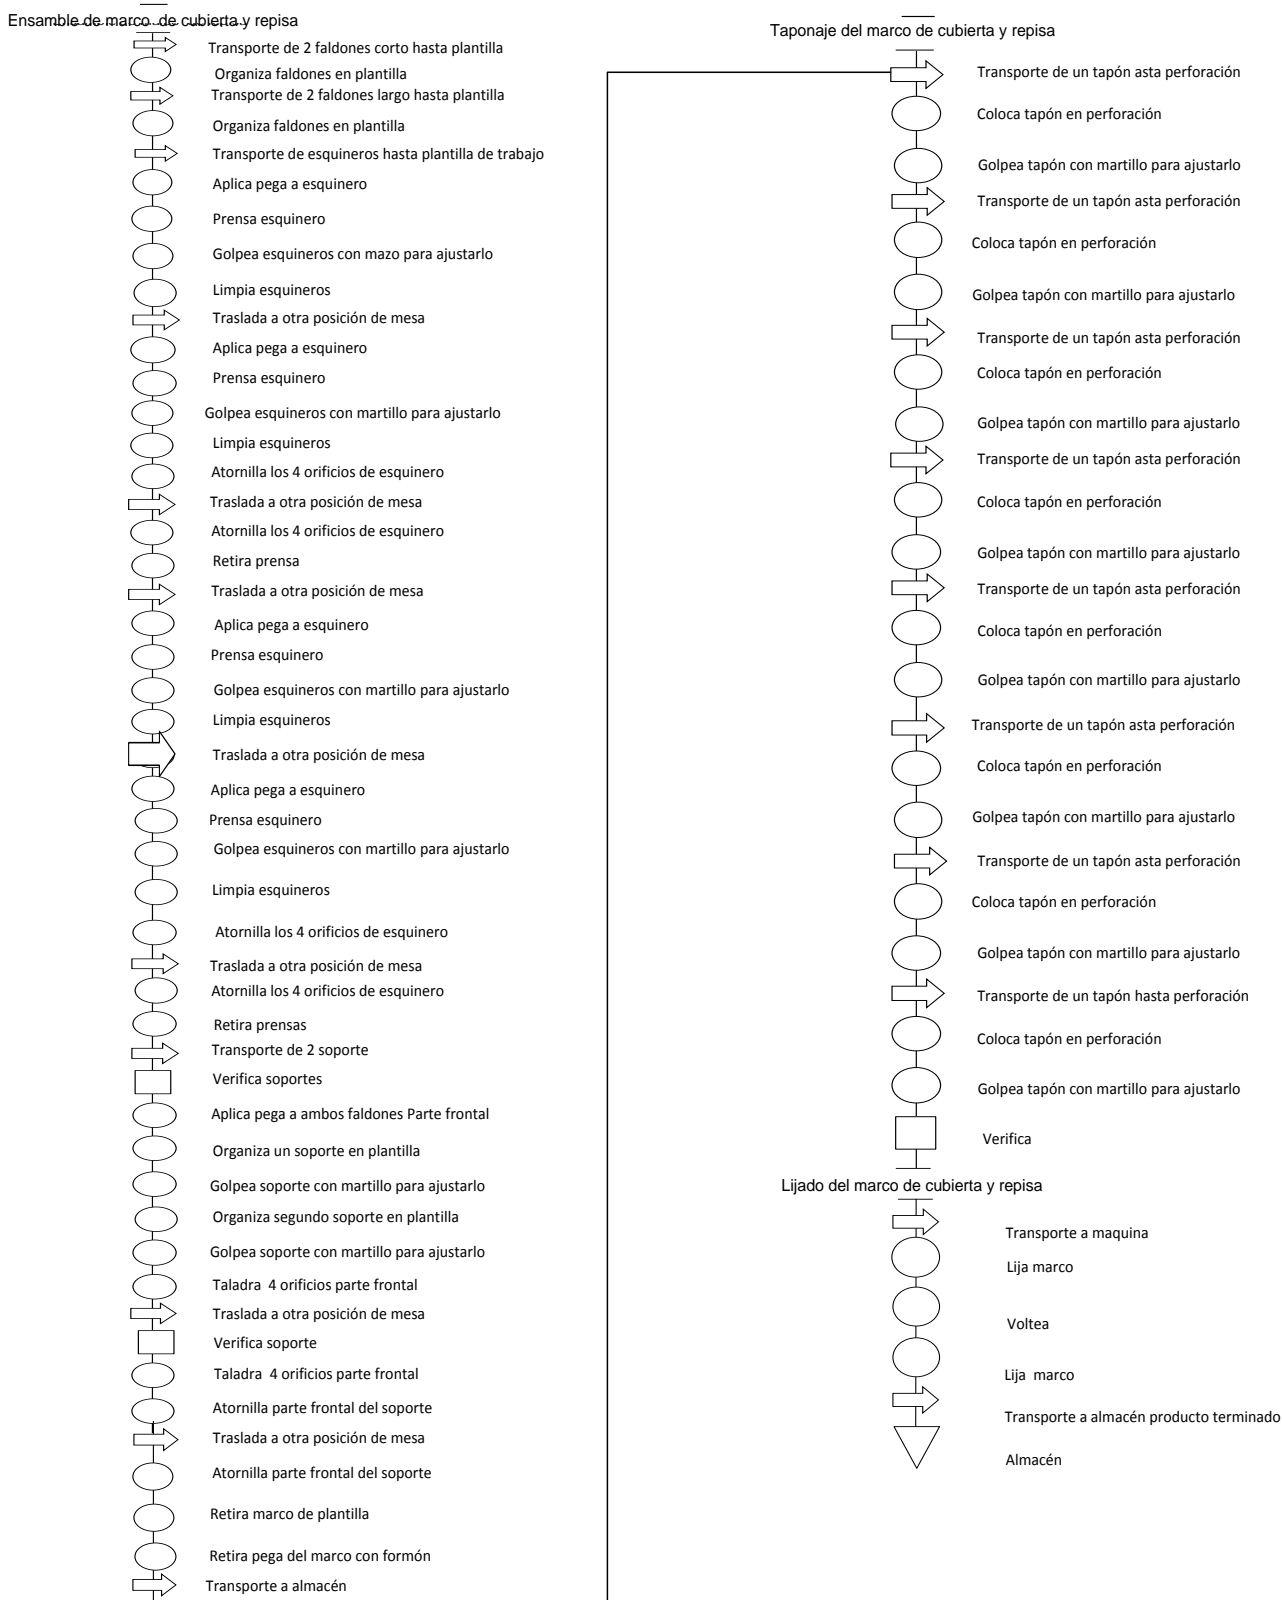 Ensamble de marco de cubierta y repisa
Transporte de 2 faldones corto hasta plantilla
Organiza faldones en plantilla
Transporte de 2 faldones largo hasta plantilla
Organiza faldones en plantilla
Transporte de esquineros hasta plantilla de trabajo
Aplica pega a esquinero
Prensa esquinero
Golpea esquineros con mazo para ajustarlo
Limpia esquineros
Traslada a otra posición de mesa
Aplica pega a esquinero
Prensa esquinero
Golpea esquineros con martillo para ajustarlo
Limpia esquineros
Atornilla los 4 orificios de esquinero
Traslada a otra posición de mesa
Atornilla los 4 orificios de esquinero
Retira prensa
Traslada a otra posición de mesa
Aplica pega a esquinero
Prensa esquinero
Golpea esquineros con martillo para ajustarlo
Limpia esquineros
Traslada a otra posición de mesa
Aplica pega a esquinero
Prensa esquinero
Golpea esquineros con martillo para ajustarlo
Limpia esquineros
Atornilla los 4 orificios de esquinero
Traslada a otra posición de mesa
Atornilla los 4 orificios de esquinero
Retira prensas
Transporte de 2 soporte
Verifica soportes
Aplica pega a ambos faldones Parte frontal
Organiza un soporte en plantilla
Golpea soporte con martillo para ajustarlo
Organiza segundo soporte en plantilla
Golpea soporte con martillo para ajustarlo
Taladra 4 orificios parte frontal
Traslada a otra posición de mesa
Verifica soporte
Taladra 4 orificios parte frontal
Atornilla parte frontal del soporte
Traslada a otra posición de mesa
Atornilla parte frontal del soporte
Retira marco de plantilla
Retira pega del marco con formón
Transporte a almacén
Taponaje del marco de cubierta y repisa
Transporte de un tapón asta perforación
Coloca tapón en perforación
Golpea tapón con martillo para ajustarlo
Transporte de un tapón asta perforación
Coloca tapón en perforación
Golpea tapón con martillo para ajustarlo
Transporte de un tapón asta perforación
Coloca tapón en perforación
Golpea tapón con martillo para ajustarlo
Transporte de un tapón asta perforación
Coloca tapón en perforación
Golpea tapón con martillo para ajustarlo
Transporte de un tapón asta perforación
Coloca tapón en perforación
Golpea tapón con martillo para ajustarlo
Transporte de un tapón asta perforación
Coloca tapón en perforación
Golpea tapón con martillo para ajustarlo
Transporte de un tapón asta perforación
Coloca tapón en perforación
Golpea tapón con martillo para ajustarlo
Transporte de un tapón hasta perforación
Coloca tapón en perforación
Golpea tapón con martillo para ajustarlo
Verifica
Lijado del marco de cubierta y repisa
Transporte a maquina
Lija marco
Voltea
Lija marco
Transporte a almacén producto terminado
Almacén